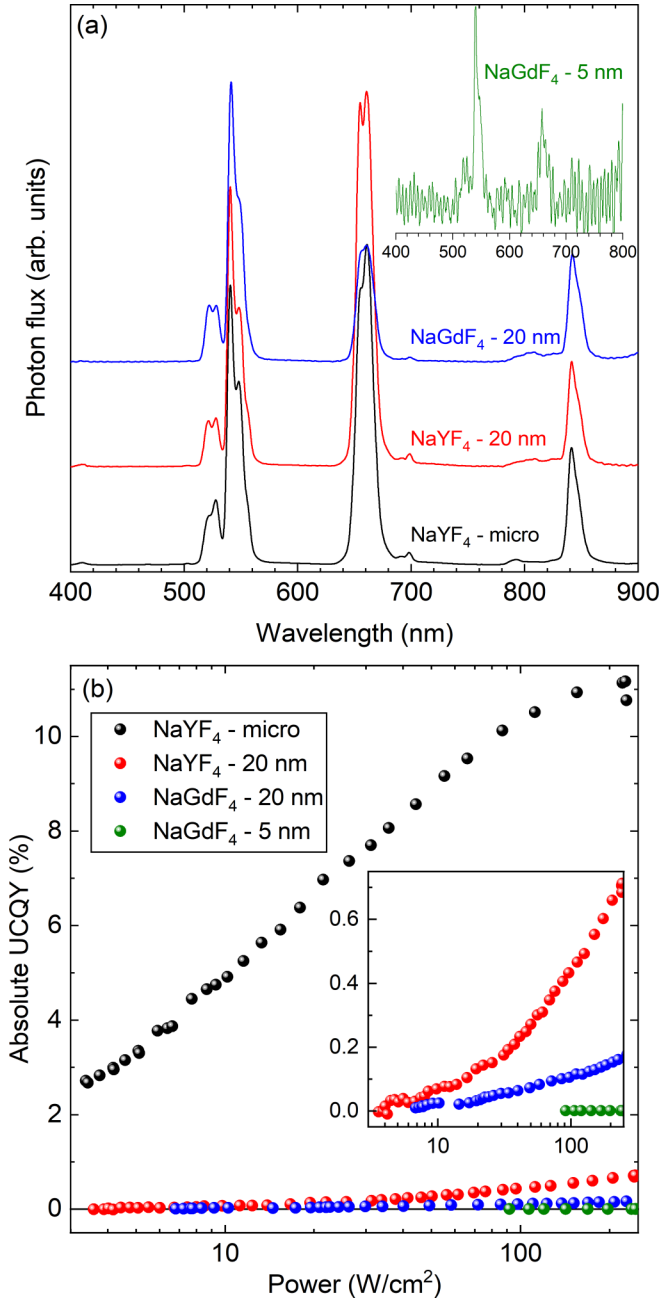 (a)
NaGdF₄ - 5 nm
400 500 600 700 800
NaGdF₄ - 20 nm
NaYF₄ - 20 nm
NaYF₄ - micro
Photon flux (arb. units)
400 500 600 700 800 900
Wavelength (nm)
(b)
NaYF₄ - micro
NaYF₄ - 20 nm
NaGdF₄ - 20 nm
NaGdF₄ - 5 nm
Absolute UCQY (%)
10
8
6
4
2
0
0.6
0.4
0.2
0.0
10 100
10 100
Power (W/cm²)